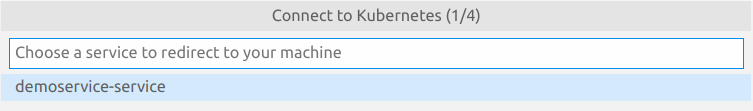 Connect to Kubernetes (1/4)
Choose a service to redirect to your machine
demoservice-service